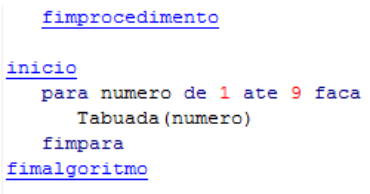 fimprocedimento
inicio
para numero de 1 ate 9 faca
Tabuada(numero)
fimpara
fimalgoritmo